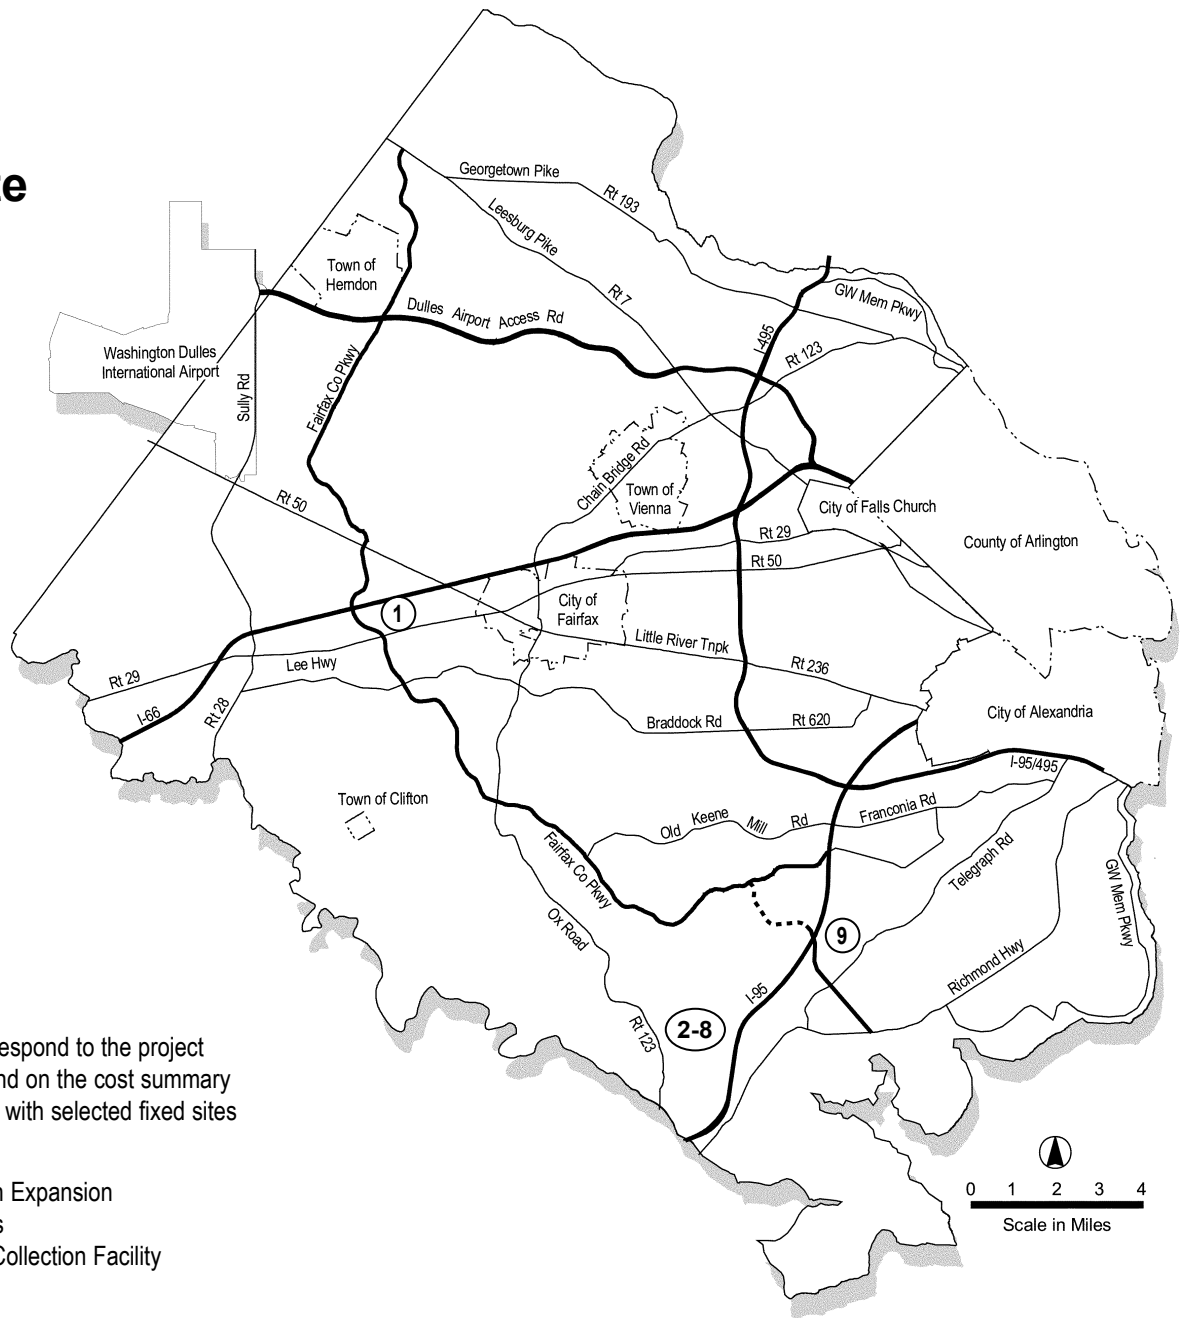 te
Georgetown Pike
Rt 193
Leesburg Pike
Town of
Herndon
Rt 7
GW Mem Pkwy
Dulles Airport Access Rd
I-495
Rt 123
Washington Dulles
International Airport
Fairfax Co Pkwy
Sully Rd
Chain Bridge Rd
Town of
Vienna
Rt 50
City of Falls Church
Rt 29
County of Arlington
Rt 50
1
City of
Fairfax
Little River Tnpk
Rt 236
Lee Hwy
Rt 29
I-66
Rt 28
Braddock Rd
Rt 620
City of Alexandria
I-95/495
Town of Clifton
Old Keene Mill Rd
Franconia Rd
Fairfax Co Pkwy
Telegraph Rd
GW Mem Pkwy
Ox Road
9
Richmond Hwy
I-95
2-8
Rt 123
espond to the project
nd on the cost summary
with selected fixed sites
n Expansion
s
Collection Facility
0 1 2 3 4
Scale in Miles